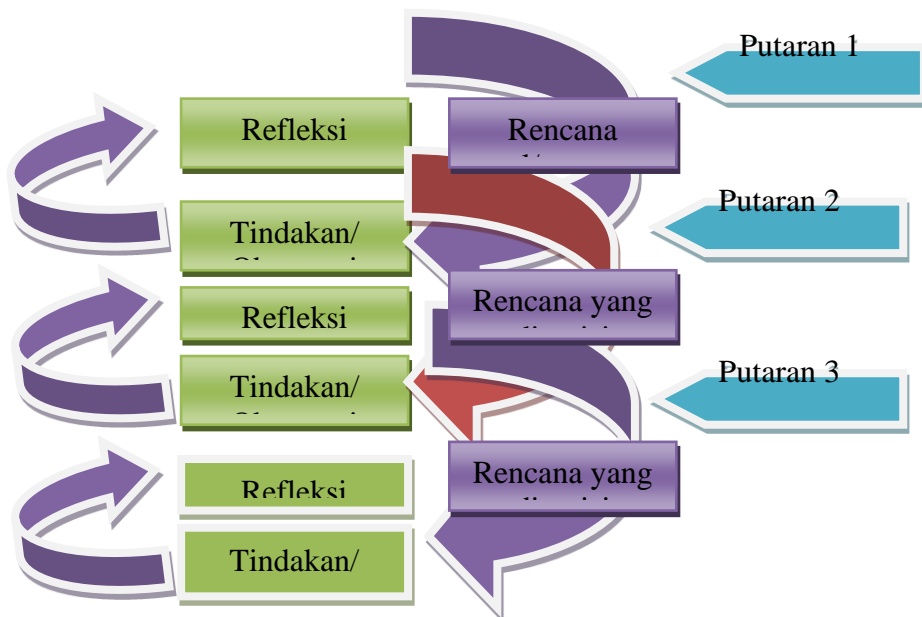 Putaran 1
Refleksi
Rencana
Tindakan/
Putaran 2
Refleksi
Rencana yang
Tindakan/
Putaran 3
Refleksi
Rencana yang
Tindakan/